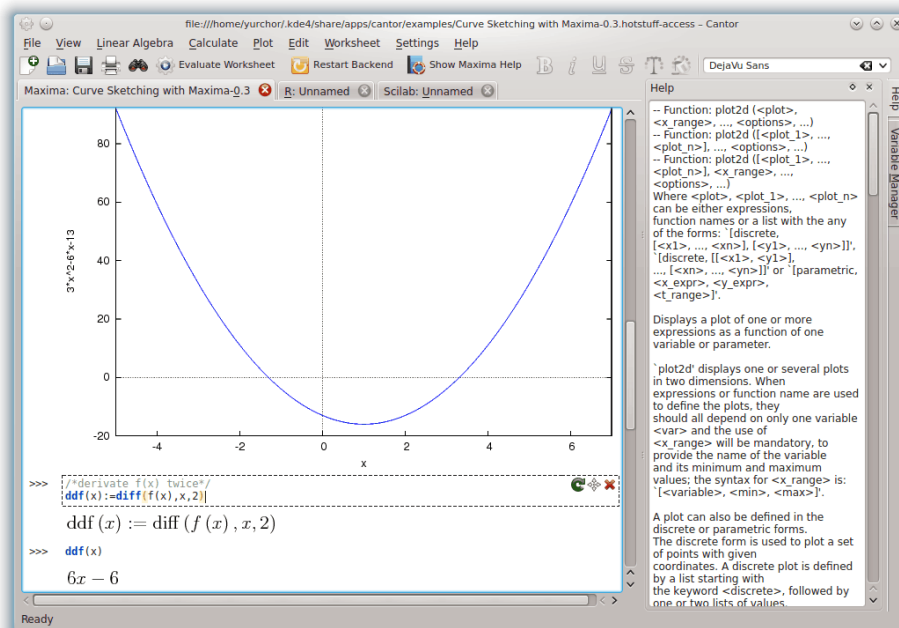 file:///home/yurchor/.kde4/share/apps/cantor/examples/Curve Sketching with Maxima-0.3.hotstuff-access – Cantor
File View Linear Algebra Calculate Plot Edit Worksheet Settings Help
Evaluate Worksheet Restart Backend Show Maxima Help B i U S T DejaVu Sans
Maxima: Curve Sketching with Maxima-0.3 R: Unnamed Scilab: Unnamed
80
60
40
20
0
-20
3*x^2-6*x-13
-4 -2 0 2 4 6
x
>>> /*derivate f(x) twice*/
ddf(x):=diff(f(x),x,2)
ddf (x) := diff (f (x) , x, 2)
>>> ddf(x)
6x − 6
Help
-- Function: plot2d (<plot>,
<x_range>, ..., <options>, ...)
-- Function: plot2d ([<plot_1>, ...,
<plot_n>], ..., <options>, ...)
-- Function: plot2d ([<plot_1>, ...,
<plot_n>], <x_range>, ...,
<options>, ...)
Where <plot>, <plot_1>, ..., <plot_n>
can be either expressions,
function names or a list with the any
of the forms: `[discrete,
[<x1>, ..., <xn>], [<y1>, ..., <yn>]]',
`[discrete, [[<x1>, <y1>],
..., [<xn>, ..., <yn>]]' or `[parametric,
<x_expr>, <y_expr>,
<t_range>]'.
Displays a plot of one or more
expressions as a function of one
variable or parameter.
`plot2d' displays one or several plots
in two dimensions. When
expressions or function name are used
to define the plots, they
should all depend on only one variable
<var> and the use of
<x_range> will be mandatory, to
provide the name of the variable
and its minimum and maximum
values; the syntax for <x_range> is:
`[<variable>, <min>, <max>]'.
A plot can also be defined in the
discrete or parametric forms.
The discrete form is used to plot a set
of points with given
coordinates. A discrete plot is defined
by a list starting with
the keyword <discrete>, followed by
one or two lists of values.
Help
Variable Manager
Ready